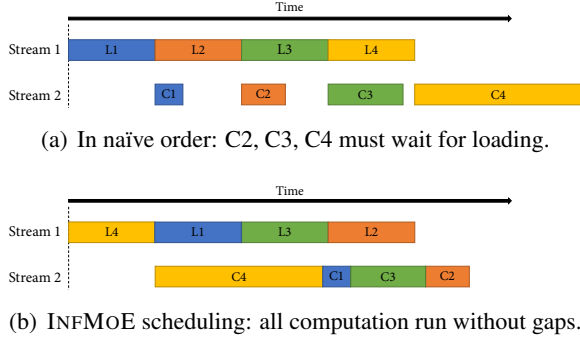 Time
Stream 1 L1 L2 L3 L4
Stream 2 C1 C2 C3 C4
(a) In naïve order: C2, C3, C4 must wait for loading.
Time
Stream 1 L4 L1 L3 L2
Stream 2 C4 C1 C3 C2
(b) INFMOE scheduling: all computation run without gaps.